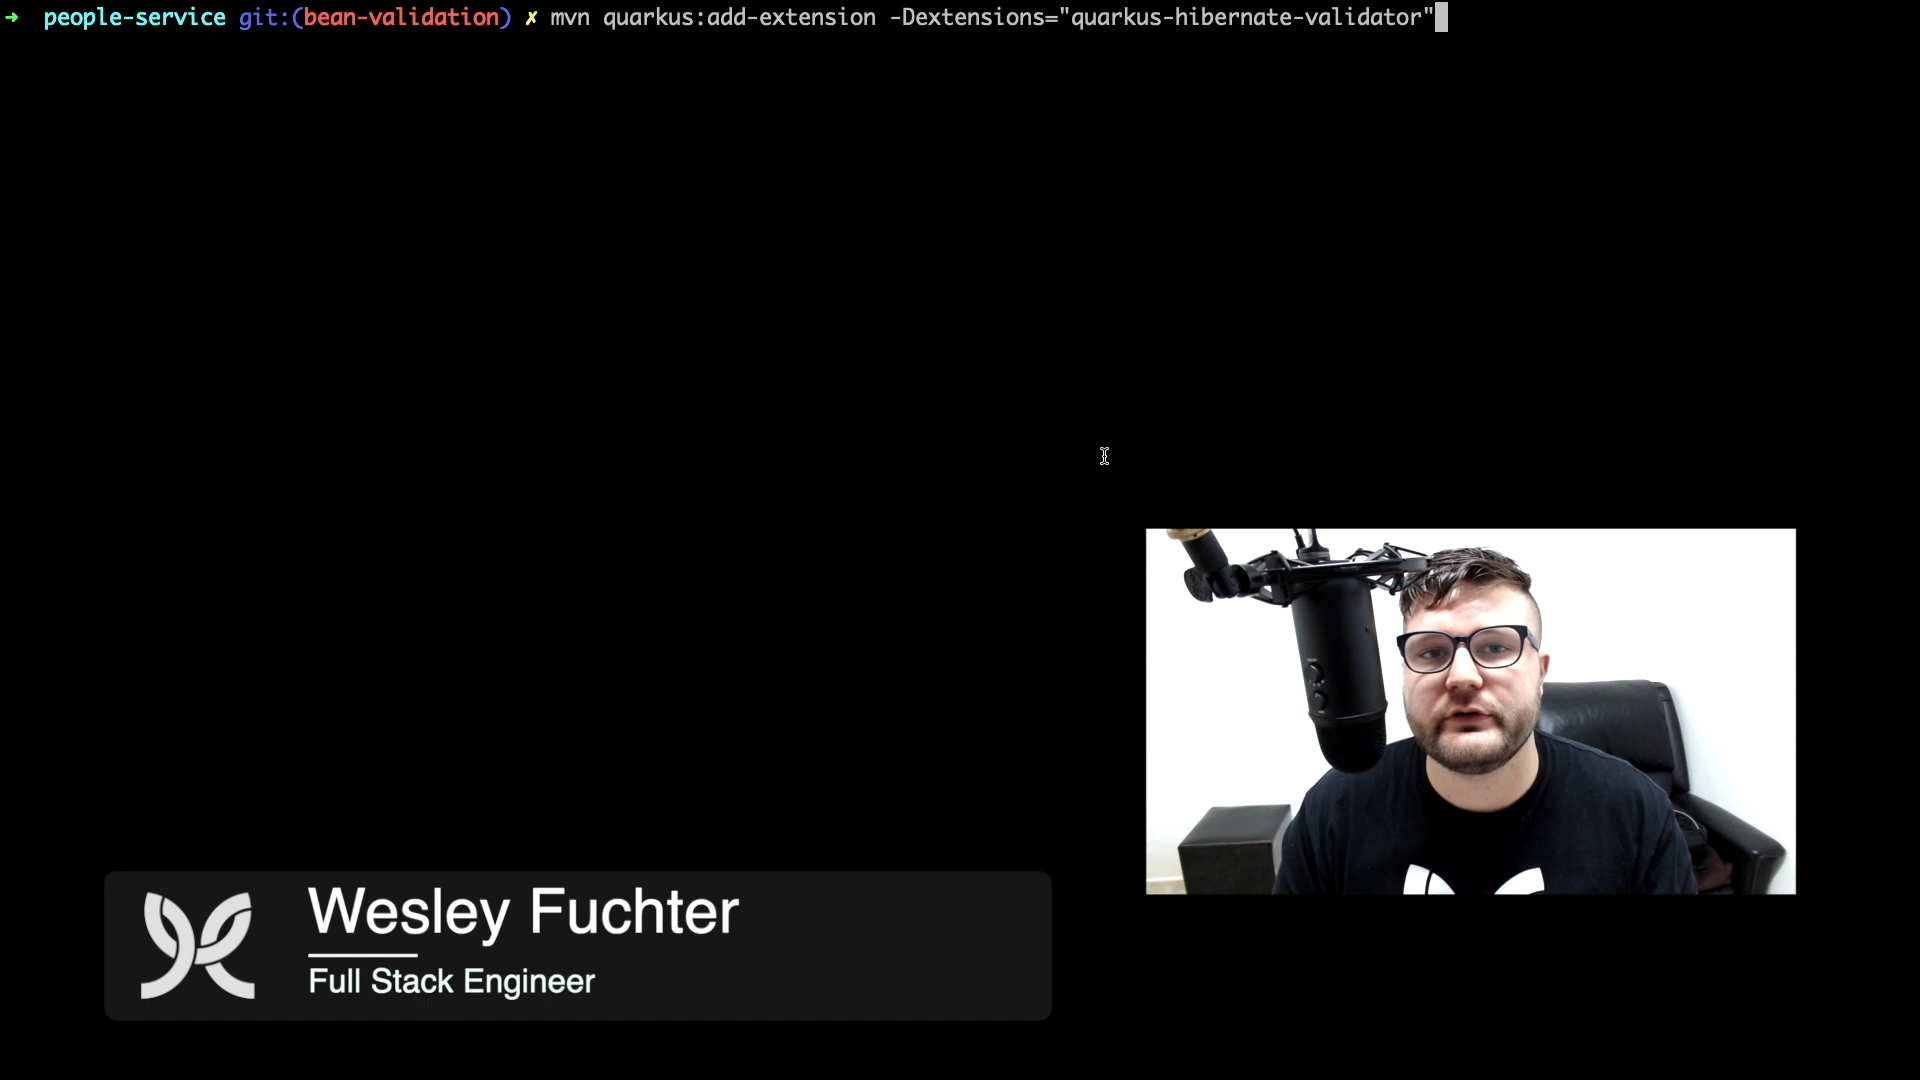 ➜ people-service git:(bean-validation) ✗ mvn quarkus:add-extension -Dextensions="quarkus-hibernate-validator"
Wesley Fuchter
Full Stack Engineer